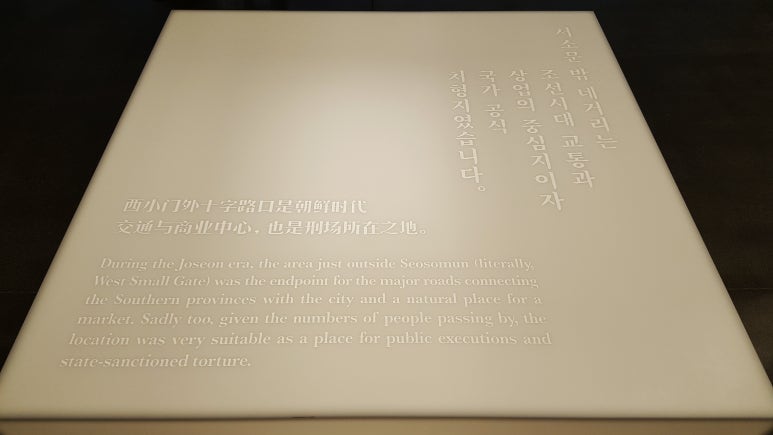 서소문 밖 네거리는
조선시대 교통과
상업의 중심지이자
국가 공식
처형지였습니다.
西小门外十字路口是朝鲜时代
交通与商业中心，也是刑场所在之地。
During the Joseon era, the area just outside Seosomun (literally,
West Small Gate) was the endpoint for the major roads connecting
the Southern provinces with the city and a natural place for a
market. Sadly too, given the numbers of people passing by, the
location was very suitable as a place for public executions and
state-sanctioned torture.